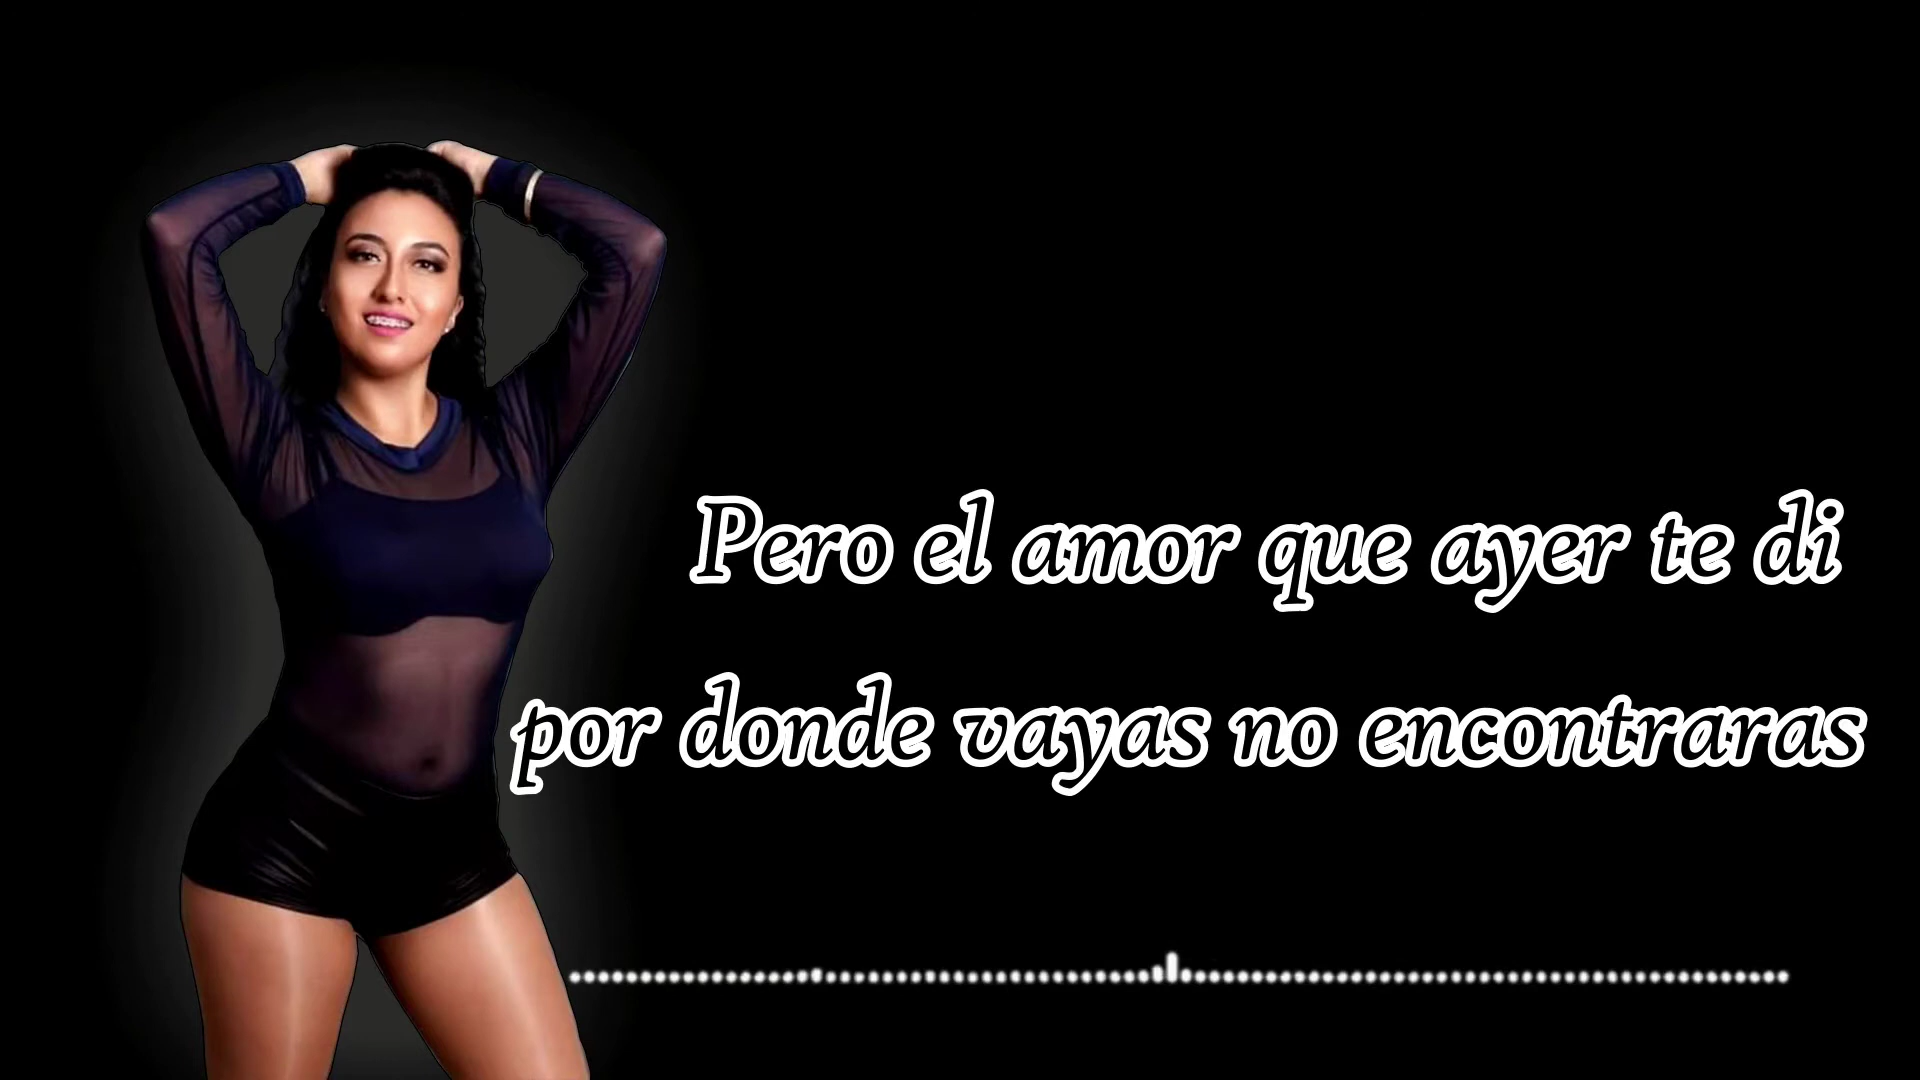 Pero el amor que ayer te di
por donde vayas no encontraras